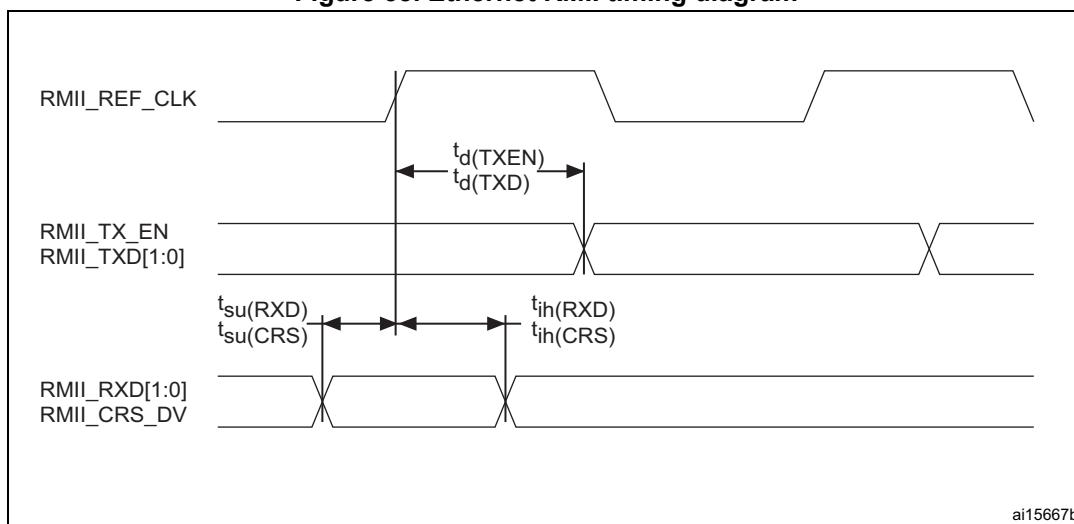 RMII_REF_CLK
td(TXEN)
td(TXD)
RMII_TX_EN
RMII_TXD[1:0]
tsu(RXD)
tsu(CRS)
tih(RXD)
tih(CRS)
RMII_RXD[1:0]
RMII_CRS_DV
ai15667b